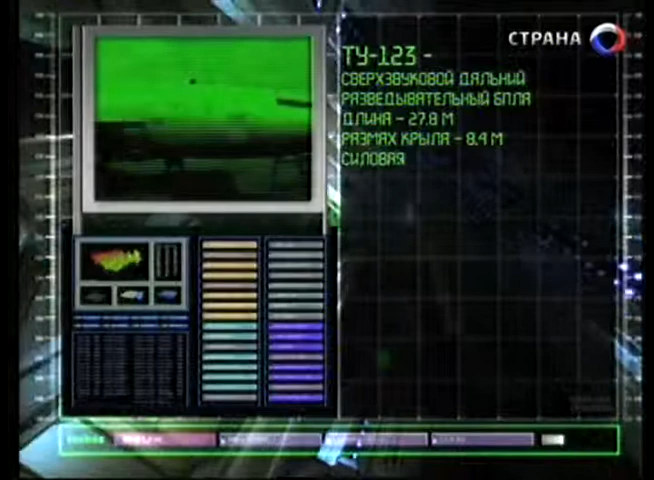 СТРАНА
ТУ-123 -
СВЕРХЗВУКОВОЙ ДАЛЬНИЙ
РАЗВЕДЫВАТЕЛЬНЫЙ БПЛА
ДЛИНА - 27.8 М
РАЗМАХ КРЫЛА - 8.4 М
СИЛОВАЯ